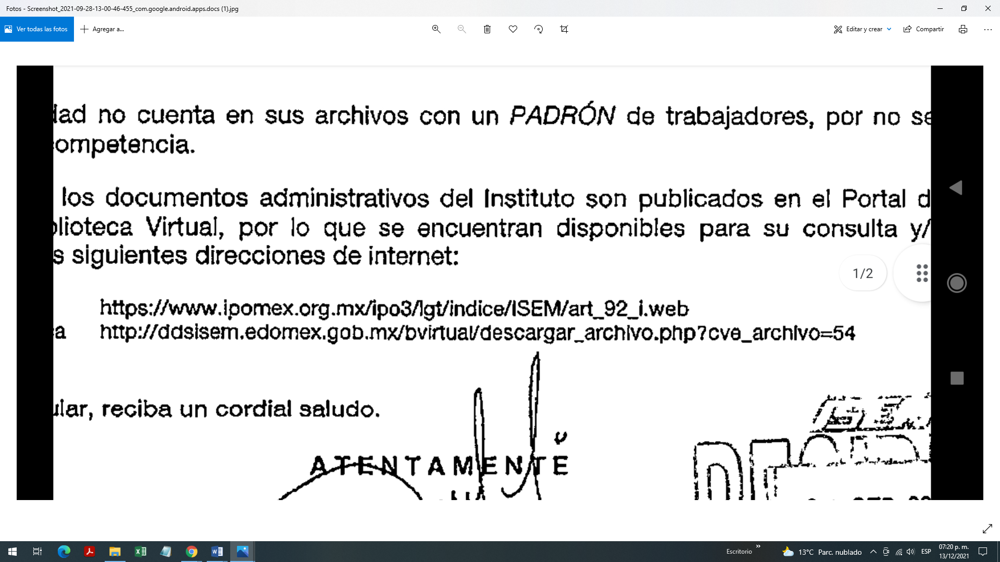 Fotos - Screenshot_2021-09-28-13-00-46-455_com.google.android.apps.docs (1).jpg
Ver todas las fotos
Agregar a...
Editar y crear
Compartir
dad no cuenta en sus archivos con un PADRÓN de trabajadores, por no se
competencia.
los documentos administrativos del Instituto son publicados en el Portal d
blioteca Virtual, por lo que se encuentran disponibles para su consulta y/
s siguientes direcciones de internet:
1/2
https://www.ipomex.org.mx/ipo3/lgt/indice/ISEM/art_92_i.web
ca http://ddsisem.edomex.gob.mx/bvirtual/descargar_archivo.php?cve_archivo=54
ular, reciba un cordial saludo.
ATENTAMENTE
Escritorio
13°C Parc. nublado
ESP
07:20 p. m.
13/12/2021